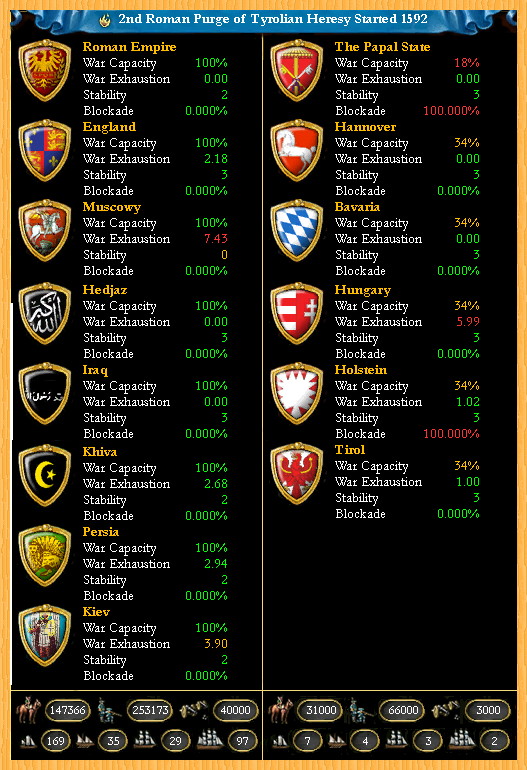 2nd Roman Purge of Tyrolian Heresy Started 1592
Roman Empire
War Capacity 100%
War Exhaustion 0.00
Stability 2
Blockade 0.000%
England
War Capacity 100%
War Exhaustion 2.18
Stability 3
Blockade 0.000%
Muscowy
War Capacity 100%
War Exhaustion 7.43
Stability 0
Blockade 0.000%
Hedjaz
War Capacity 100%
War Exhaustion 0.00
Stability 3
Blockade 0.000%
Iraq
War Capacity 100%
War Exhaustion 0.00
Stability 3
Blockade 0.000%
Khiva
War Capacity 100%
War Exhaustion 2.68
Stability 2
Blockade 0.000%
Persia
War Capacity 100%
War Exhaustion 2.94
Stability 2
Blockade 0.000%
Kiev
War Capacity 100%
War Exhaustion 3.90
Stability 2
Blockade 0.000%
147366 253173 40000
169 35 29 97
The Papal State
War Capacity 18%
War Exhaustion 0.00
Stability 3
Blockade 100.000%
Hannover
War Capacity 34%
War Exhaustion 0.00
Stability 3
Blockade 0.000%
Bavaria
War Capacity 34%
War Exhaustion 0.00
Stability 3
Blockade 0.000%
Hungary
War Capacity 34%
War Exhaustion 5.99
Stability 3
Blockade 0.000%
Holstein
War Capacity 34%
War Exhaustion 1.02
Stability 3
Blockade 100.000%
Tirol
War Capacity 34%
War Exhaustion 1.00
Stability 3
Blockade 0.000%
31000 66000 3000
7 4 3 2